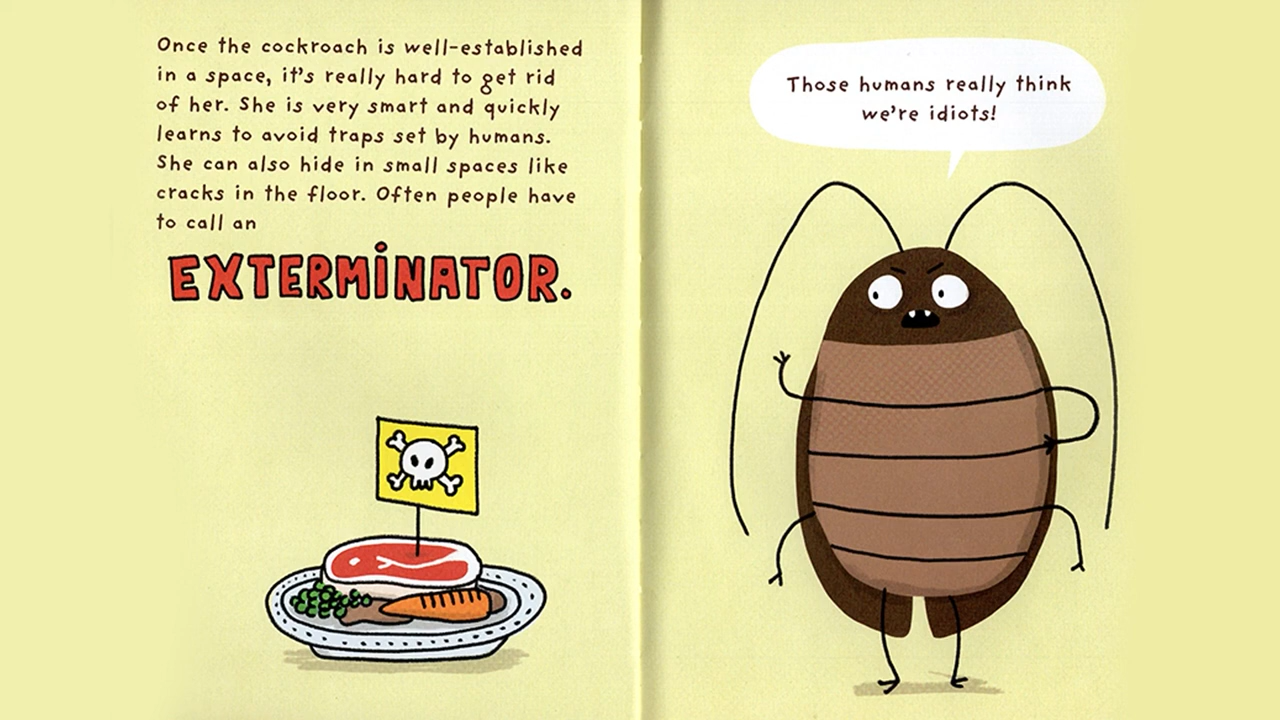 Once the cockroach is well-established
in a space, it's really hard to get rid
of her. She is very smart and quickly
learns to avoid traps set by humans.
She can also hide in small spaces like
cracks in the floor. Often people have
to call an
EXTERMINATOR.
Those humans really think
we're idiots!